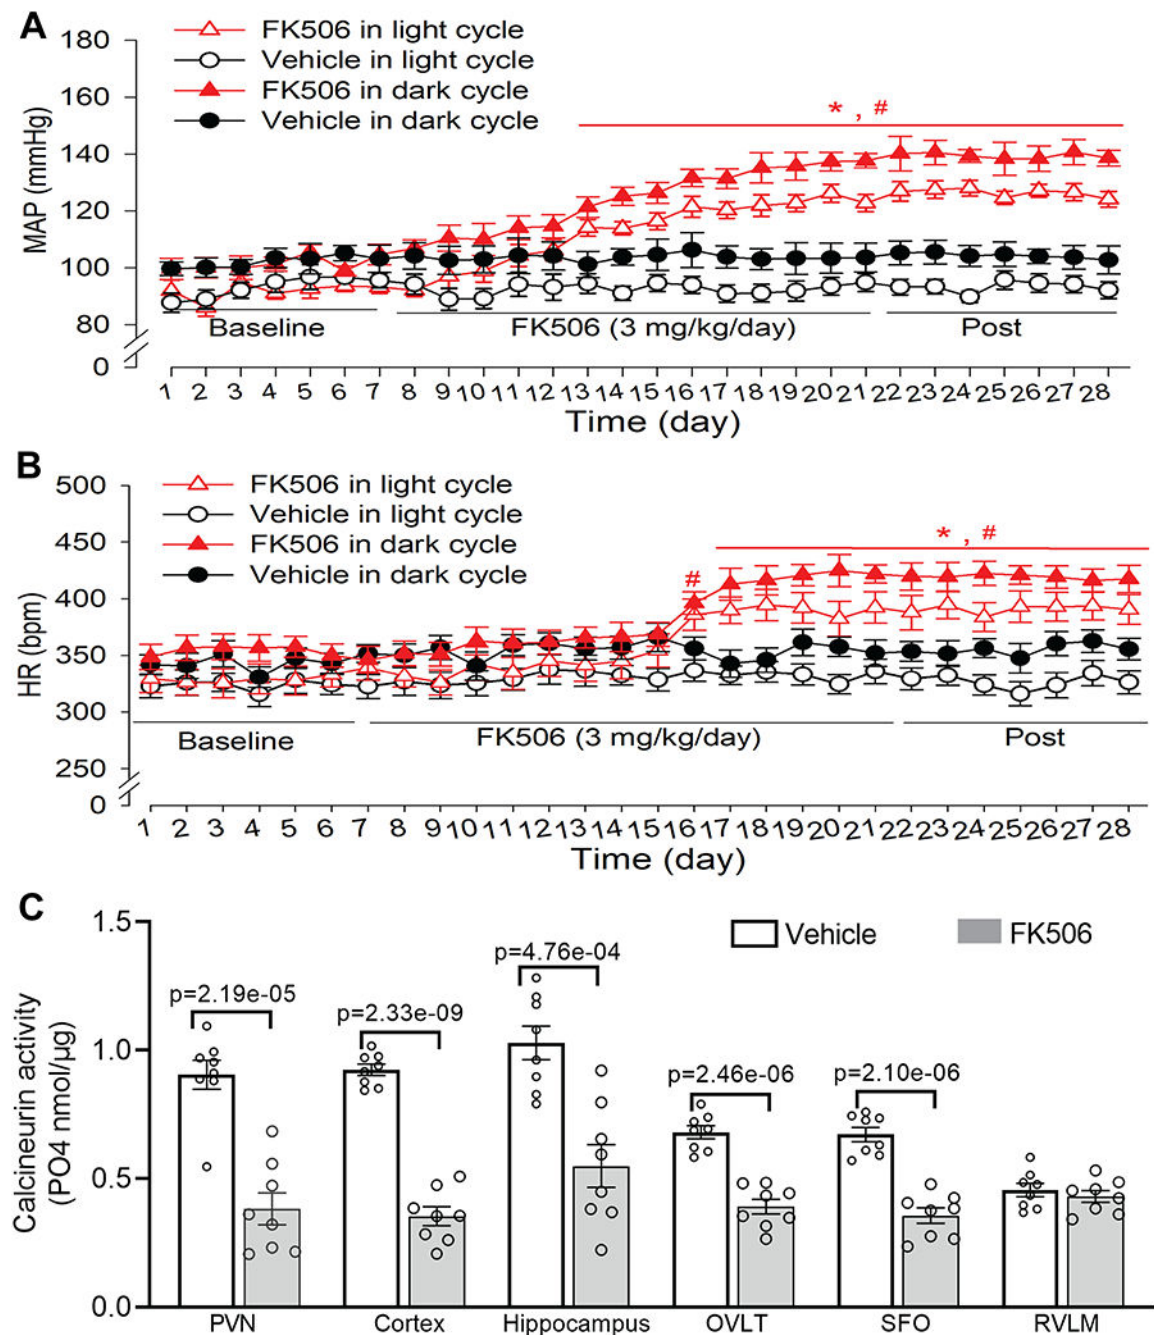 A
FK506 in light cycle
Vehicle in light cycle
FK506 in dark cycle
Vehicle in dark cycle
180
160
140
120
100
80
0
MAP (mmHg)
* , #
Baseline
FK506 (3 mg/kg/day)
Post
1 2 3 4 5 6 7 8 9 10 11 12 13 14 15 16 17 18 19 20 21 22 23 24 25 26 27 28
Time (day)
B
FK506 in light cycle
Vehicle in light cycle
FK506 in dark cycle
Vehicle in dark cycle
500
450
400
350
300
250
0
HR (bpm)
#
* , #
Baseline
FK506 (3 mg/kg/day)
Post
1 2 3 4 5 6 7 8 9 10 11 12 13 14 15 16 17 18 19 20 21 22 23 24 25 26 27 28
Time (day)
C
1.5
1.0
0.5
0.0
Calcineurin activity
(PO4 nmol/µg)
Vehicle
FK506
p=2.19e-05
p=2.33e-09
p=4.76e-04
p=2.46e-06
p=2.10e-06
PVN
Cortex
Hippocampus
OVLT
SFO
RVLM